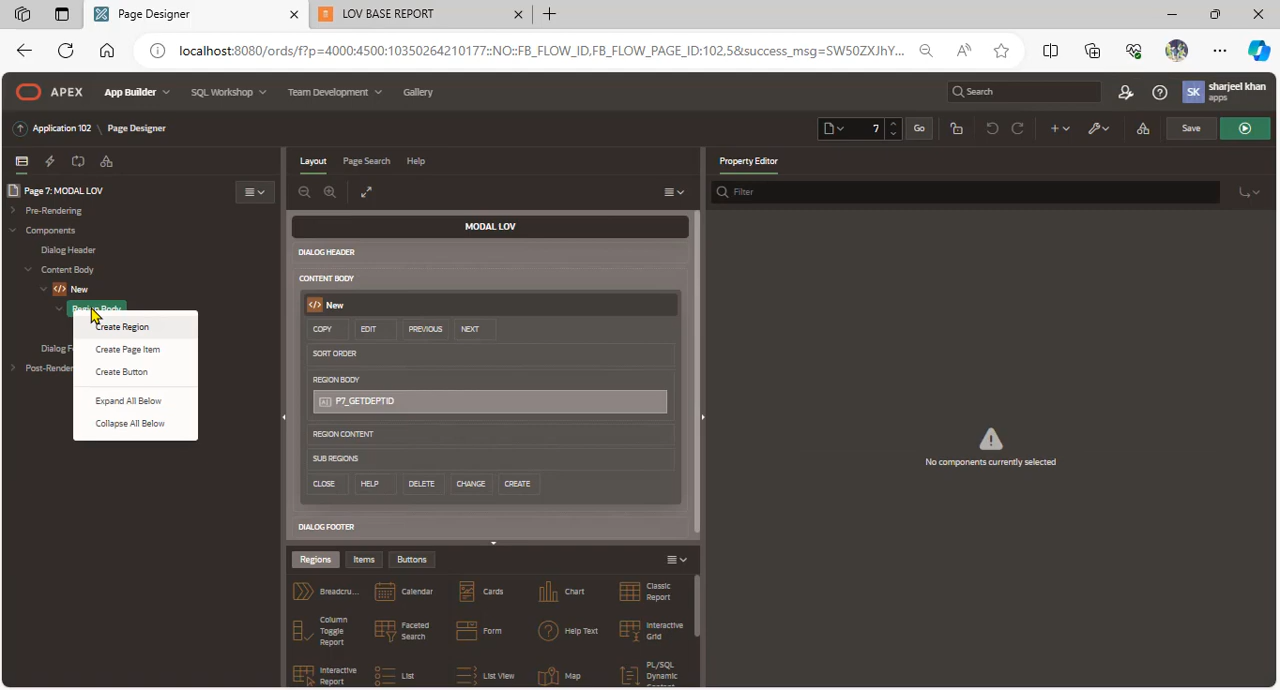 Page Designer
LOV BASE REPORT
localhost:8080/ords/f?p=4000:4500:10350264210177::NO::FB_FLOW_ID,FB_FLOW_PAGE_ID:102,5&success_msg=SW50ZXJhY...
APEX App Builder SQL Workshop Team Development Gallery Search SK sharjeel khan
apps
Application 102 \ Page Designer 7 Go Save
Layout Page Search Help Property Editor
Page 7: MODAL LOV
Filter
Pre-Rendering
Components
Dialog Header
Content Body
New
Region Body
Create Region
Create Page Item
Create Button
Expand All Below
Collapse All Below
Dialog F
Post-Render
MODAL LOV
DIALOG HEADER
CONTENT BODY
New
COPY EDIT PREVIOUS NEXT
SORT ORDER
REGION BODY
P7_GETDEPTID
REGION CONTENT
SUB REGIONS
CLOSE HELP DELETE CHANGE CREATE
DIALOG FOOTER
Regions Items Buttons
Breadcru... Calendar Cards Chart Classic Report
Column Toggle Report Faceted Search Form Help Text Interactive Grid
Interactive Report List List View Map PL/SQL Dynamic
No components currently selected